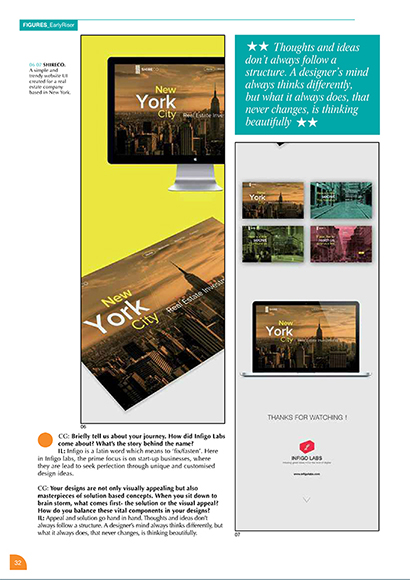 FIGURES_EarlyRiser
06-07 SHIRECO.
A simple and
trendy website UI
created for a real
estate company
based in New York.
New
York
City
Real Estate Invest
New
York
City
Real Estate Investm
06
★★ Thoughts and ideas
don't always follow a
structure. A designer's mind
always thinks differently,
but what it always does, that
never changes, is thinking
beautifully ★★
New
York
City
THANKS FOR WATCHING !
INFIGO LABS
www.infigolabs.com
07
CG: Briefly tell us about your journey. How did Infigo Labs
come about? What's the story behind the name?
IL: Infigo is a latin word which means to 'fix/fasten'. Here
in Infigo labs, the prime focus is on start-up businesses, where
they are lead to seek perfection through unique and customised
design ideas.
CG: Your designs are not only visually appealing but also
masterpieces of solution based concepts. When you sit down to
brain storm, what comes first- the solution or the visual appeal?
How do you balance these vital components in your designs?
IL: Appeal and solution go hand in hand. Thoughts and ideas don't
always follow a structure. A designer's mind always thinks differently, but
what it always does, that never changes, is thinking beautifully.
32